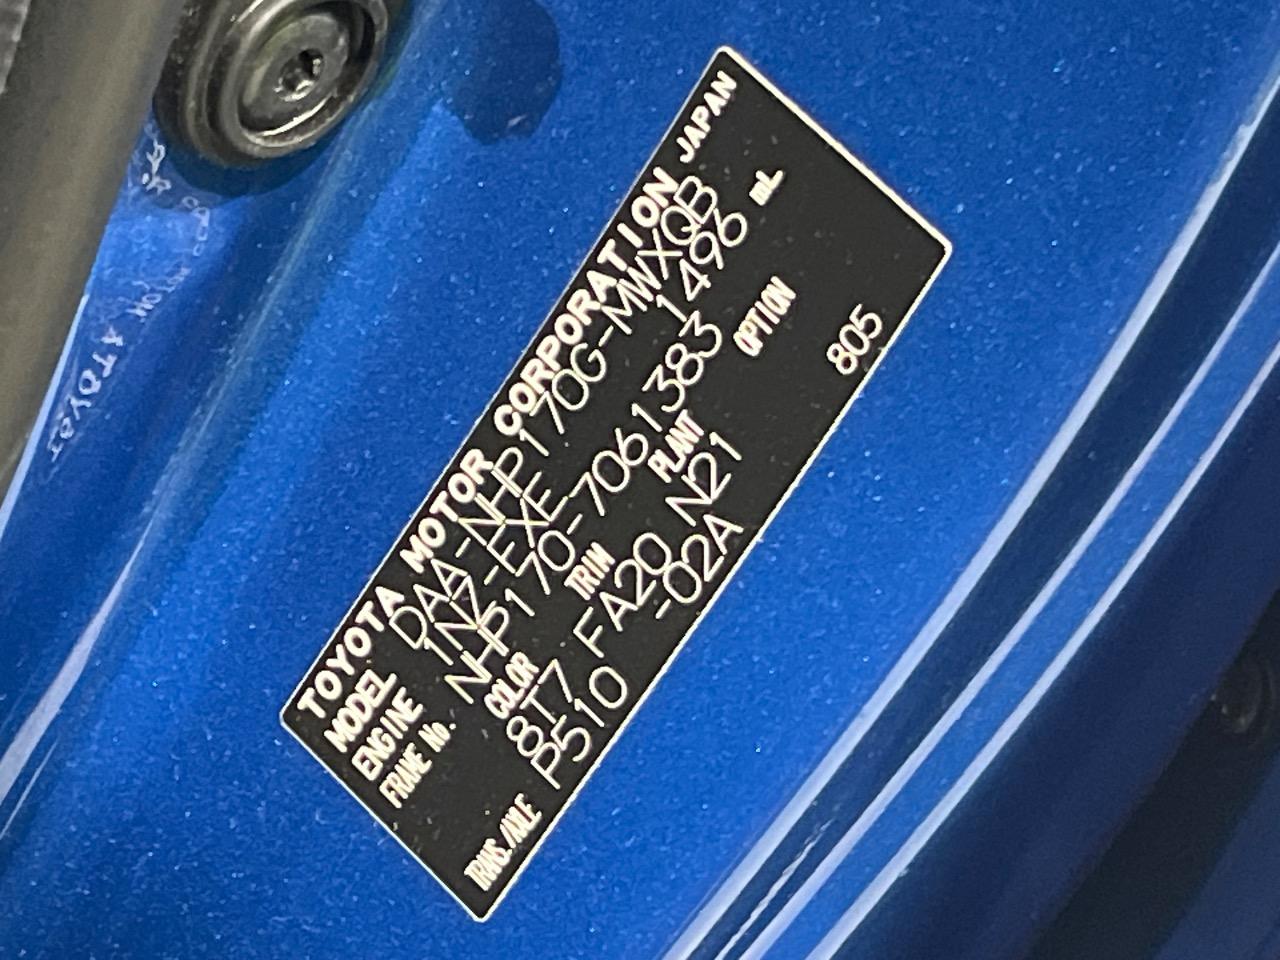 TOYOTA MOTOR CORPORATION JAPAN
MODEL DAA-NHP170G-MWXQB
ENGINE 1NZ-FXE 1496 mL
FRAME No. NHP170-7061383
COLOR TRIM PLANT OPTION
8T7 FA20 N21
TRANS./AXLE P510 -02A 805